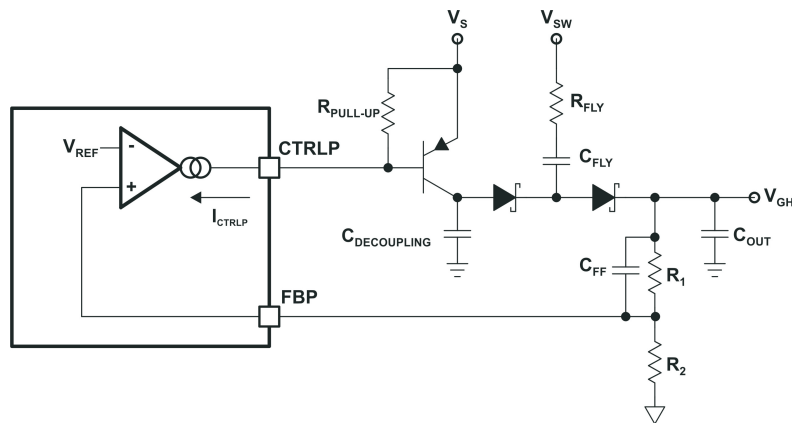 V_S
V_SW
R_PULL-UP
R_FLY
V_REF
-
CTRLP
C_FLY
+
I_CTRLP
V_GH
C_DECOUPLING
C_OUT
C_FF
R_1
FBP
R_2